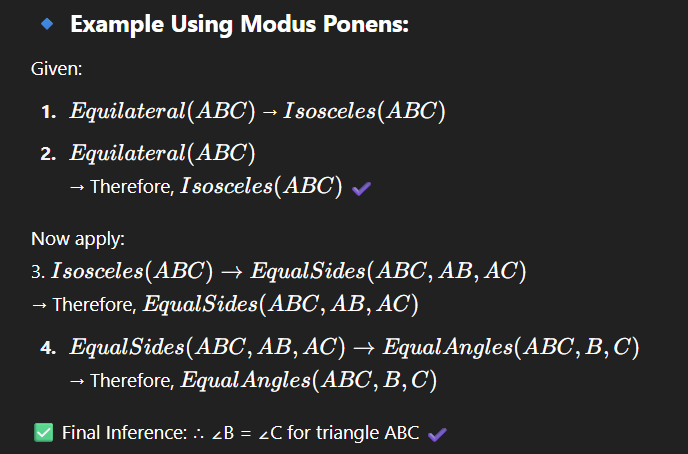 🔹 Example Using Modus Ponens:
Given:
1. Equilateral(ABC) → Isosceles(ABC)
2. Equilateral(ABC)
→ Therefore, Isosceles(ABC) ✔
Now apply:
3. Isosceles(ABC) → EqualSides(ABC, AB, AC)
→ Therefore, EqualSides(ABC, AB, AC)
4. EqualSides(ABC, AB, AC) → EqualAngles(ABC, B, C)
→ Therefore, EqualAngles(ABC, B, C)
✅ Final Inference: ∴ ∠B = ∠C for triangle ABC ✔